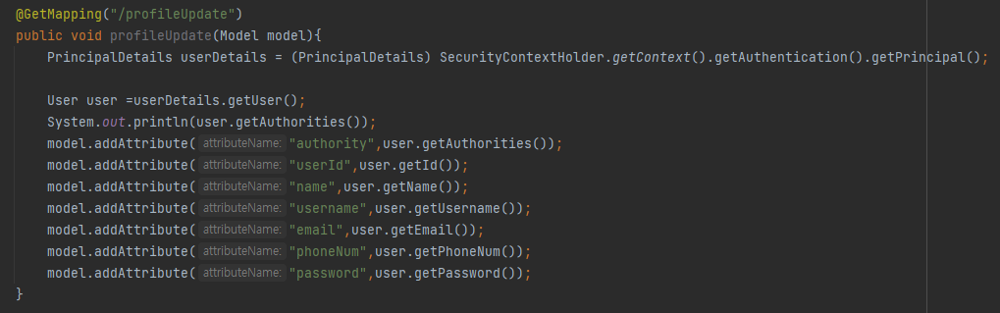 @GetMapping("/profileUpdate")
public void profileUpdate(Model model){
PrincipalDetails userDetails = (PrincipalDetails) SecurityContextHolder.getContext().getAuthentication().getPrincipal();
User user =userDetails.getUser();
System.out.println(user.getAuthorities());
model.addAttribute( attributeName: "authority",user.getAuthorities());
model.addAttribute( attributeName: "userId",user.getId());
model.addAttribute( attributeName: "name",user.getName());
model.addAttribute( attributeName: "username",user.getUsername());
model.addAttribute( attributeName: "email",user.getEmail());
model.addAttribute( attributeName: "phoneNum",user.getPhoneNum());
model.addAttribute( attributeName: "password",user.getPassword());
}